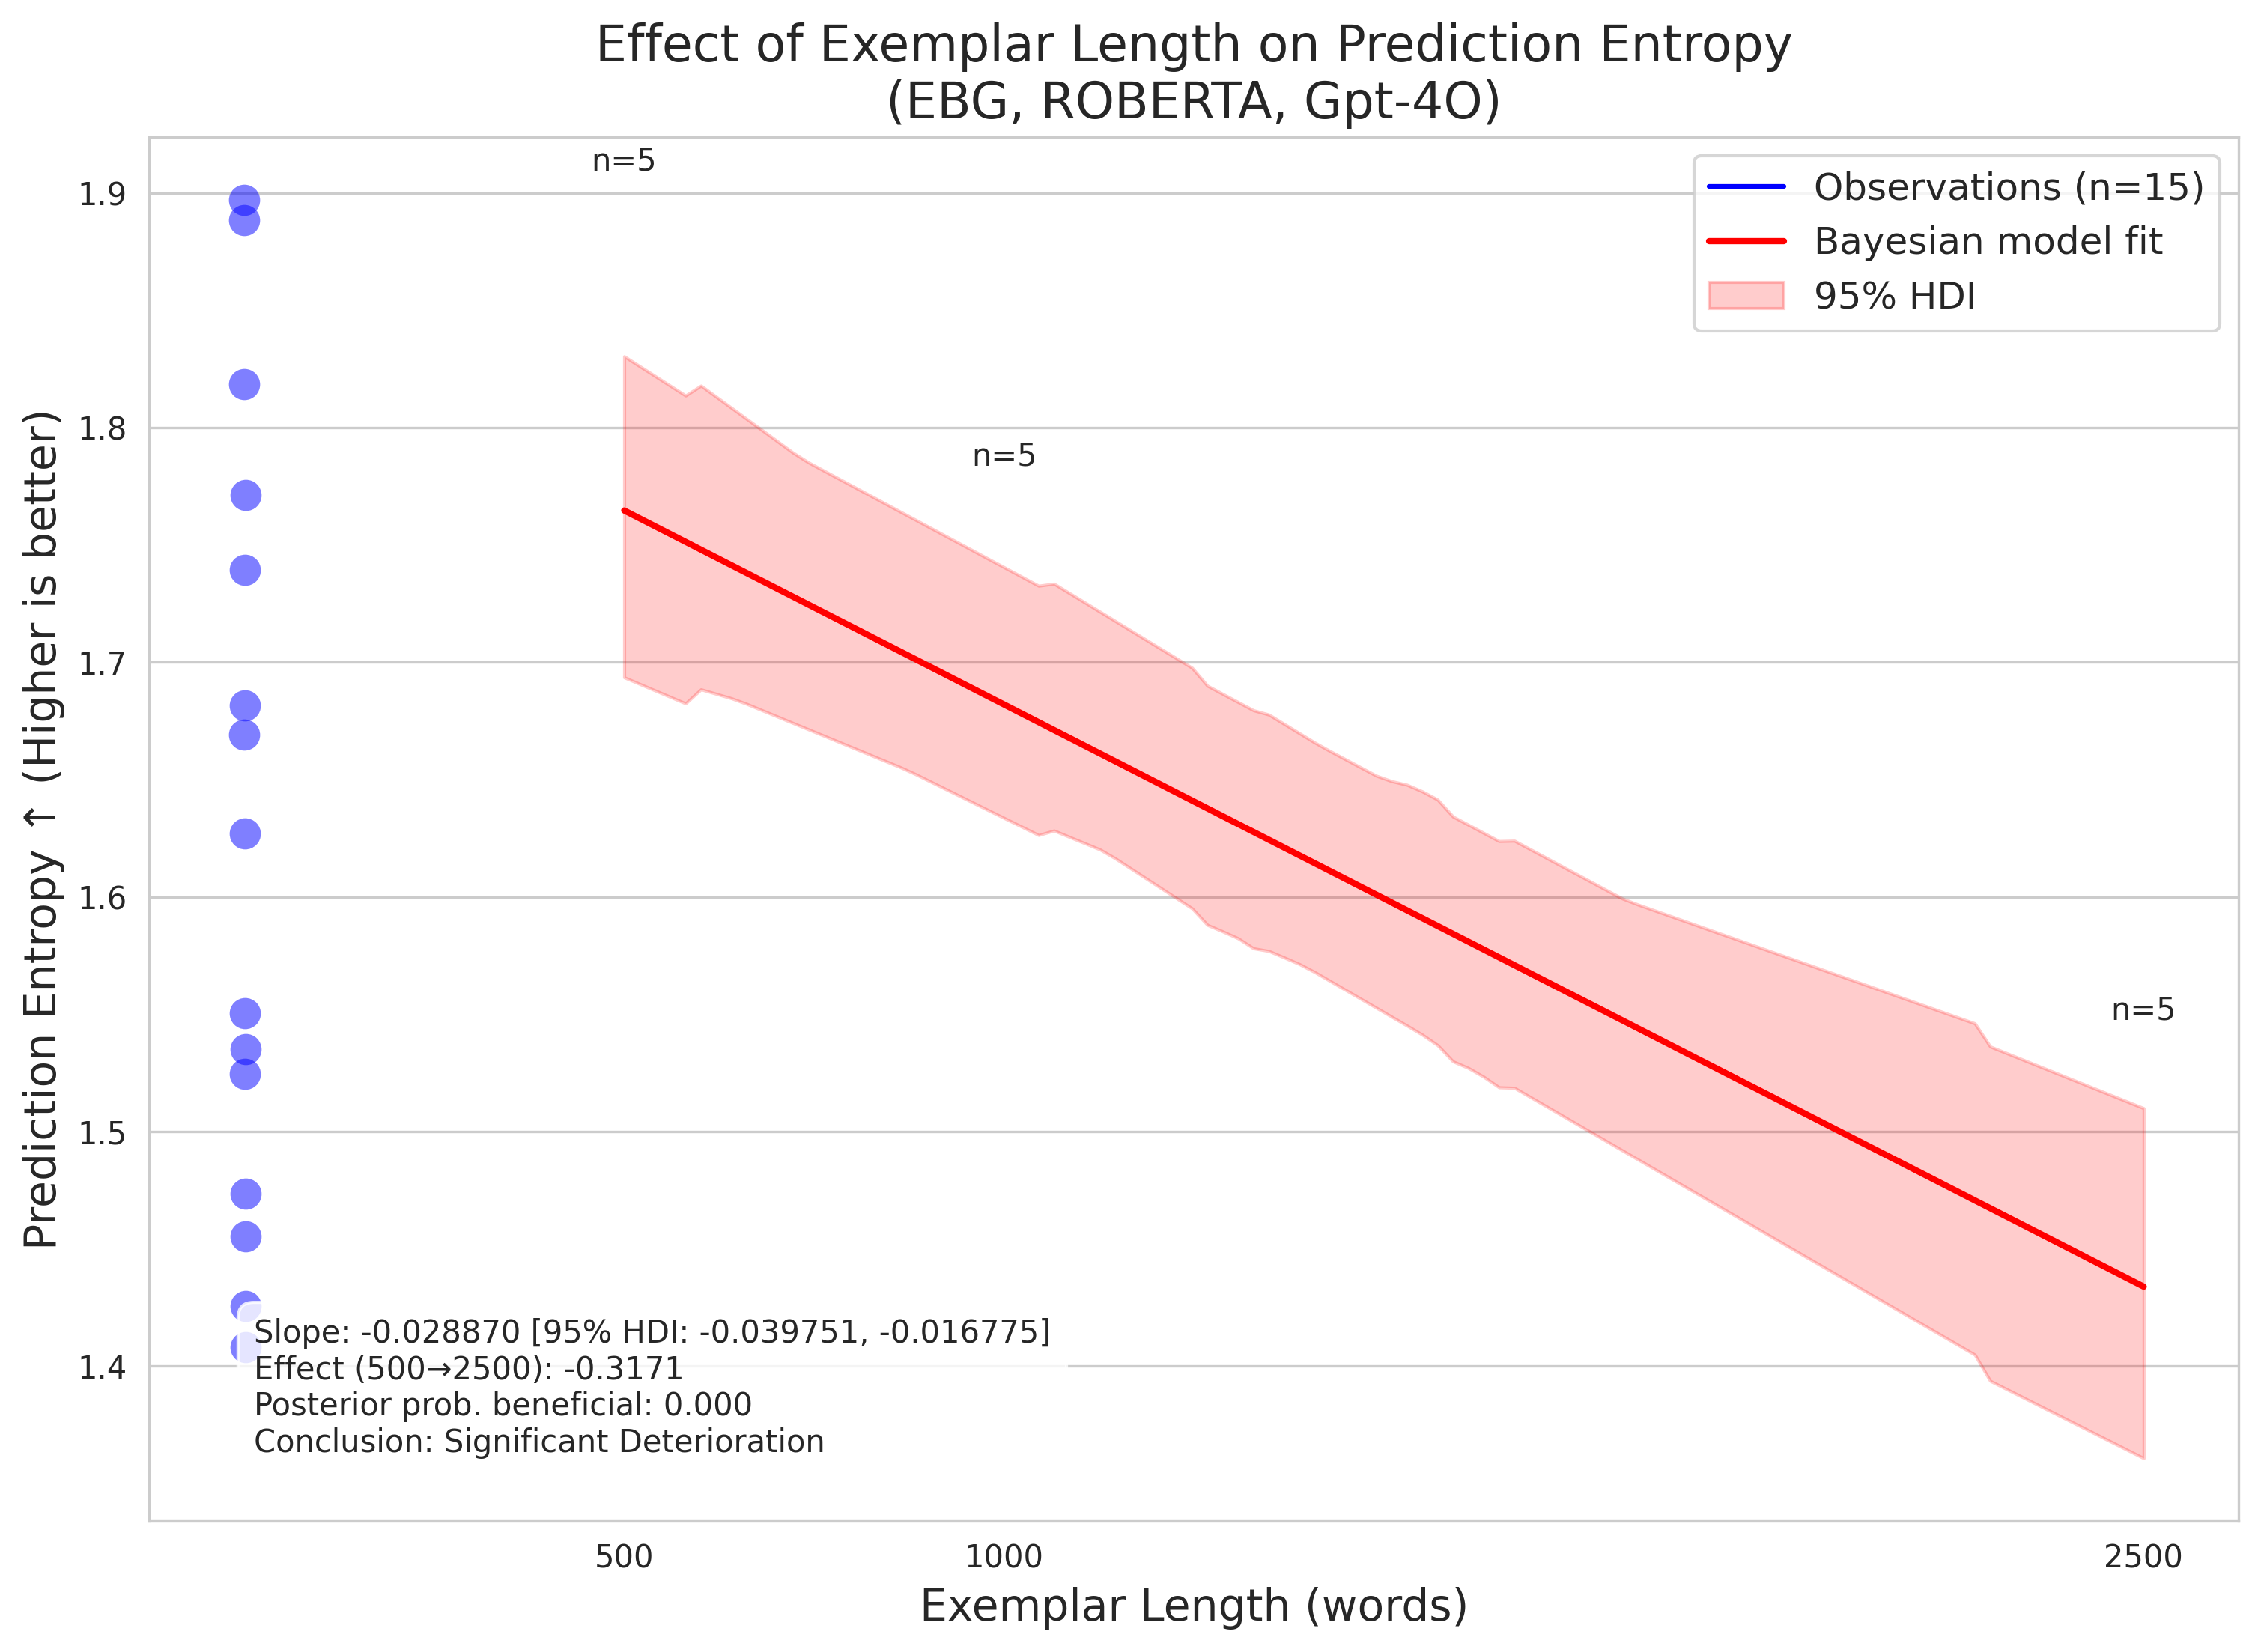 Effect of Exemplar Length on Prediction Entropy
(EBG, ROBERTA, Gpt-4O)
n=5
n=5
n=5
Observations (n=15)
Bayesian model fit
95% HDI
Prediction Entropy ↑ (Higher is better)
1.9
1.8
1.7
1.6
1.5
1.4
Slope: -0.028870 [95% HDI: -0.039751, -0.016775]
Effect (500→2500): -0.3171
Posterior prob. beneficial: 0.000
Conclusion: Significant Deterioration
500
1000
2500
Exemplar Length (words)